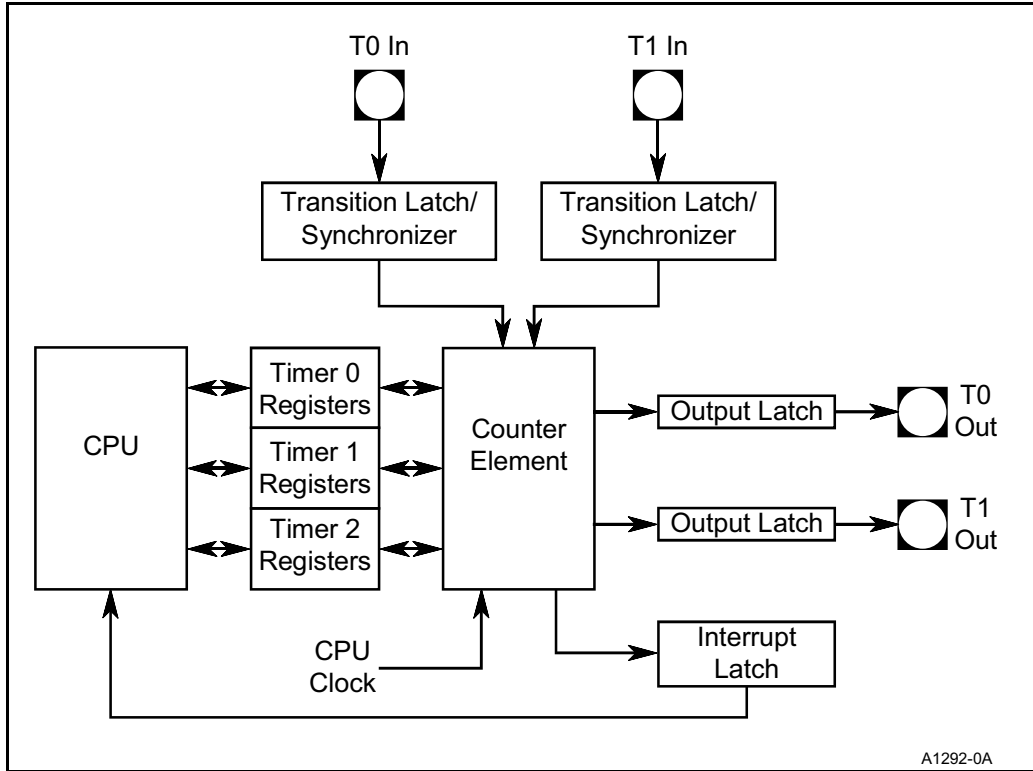 T0 In
T1 In
Transition Latch/
Synchronizer
Transition Latch/
Synchronizer
CPU
Timer 0
Registers
Timer 1
Registers
Timer 2
Registers
Counter
Element
Output Latch
T0
Out
Output Latch
T1
Out
CPU
Clock
Interrupt
Latch
A1292-0A